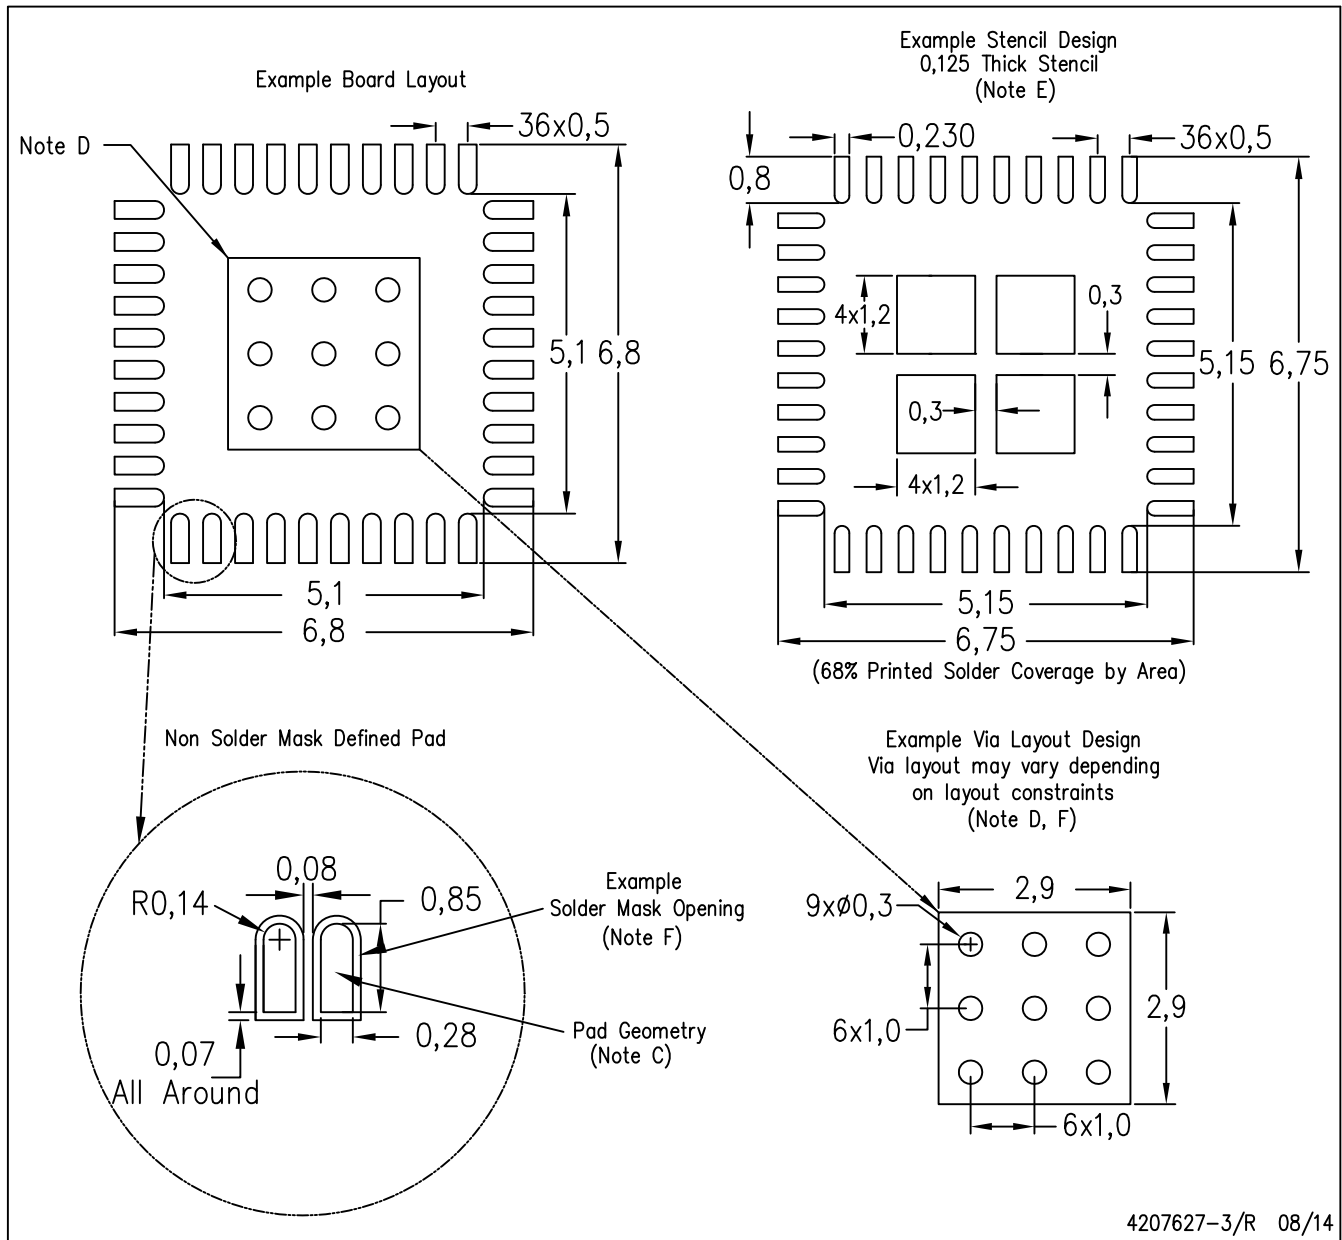 Example Board Layout
Note D
36x0,5
5,1
6,8
5,1
6,8
Example Stencil Design
0,125 Thick Stencil
(Note E)
0,230
36x0,5
0,8
4x1,2
0,3
0,3
4x1,2
5,15
6,75
5,15
6,75
(68% Printed Solder Coverage by Area)
Non Solder Mask Defined Pad
0,08
R0,14
0,85
Example
Solder Mask Opening
(Note F)
Pad Geometry
(Note C)
0,28
0,07
All Around
Example Via Layout Design
Via layout may vary depending
on layout constraints
(Note D, F)
2,9
9xø0,3
6x1,0
2,9
6x1,0
4207627-3/R 08/14